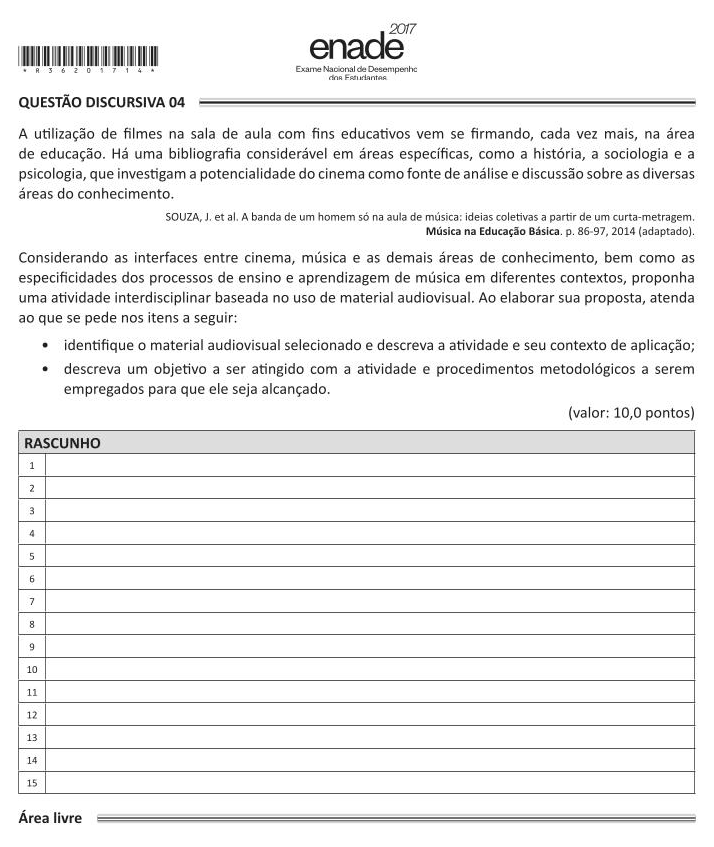 2017
enade
Exame Nacional de Desempenho
dos Estudantes
* R 3 6 2 0 1 7 1 4 *
QUESTÃO DISCURSIVA 04
A utilização de filmes na sala de aula com fins educativos vem se firmando, cada vez mais, na área
de educação. Há uma bibliografia considerável em áreas específicas, como a história, a sociologia e a
psicologia, que investigam a potencialidade do cinema como fonte de análise e discussão sobre as diversas
áreas do conhecimento.
SOUZA, J. et al. A banda de um homem só na aula de música: ideias coletivas a partir de um curta-metragem.
Música na Educação Básica. p. 86-97, 2014 (adaptado).
Considerando as interfaces entre cinema, música e as demais áreas de conhecimento, bem como as
especificidades dos processos de ensino e aprendizagem de música em diferentes contextos, proponha
uma atividade interdisciplinar baseada no uso de material audiovisual. Ao elaborar sua proposta, atenda
ao que se pede nos itens a seguir:
• identifique o material audiovisual selecionado e descreva a atividade e seu contexto de aplicação;
• descreva um objetivo a ser atingido com a atividade e procedimentos metodológicos a serem
empregados para que ele seja alcançado.
(valor: 10,0 pontos)
RASCUNHO
1
2
3
4
5
6
7
8
9
10
11
12
13
14
15
Área livre